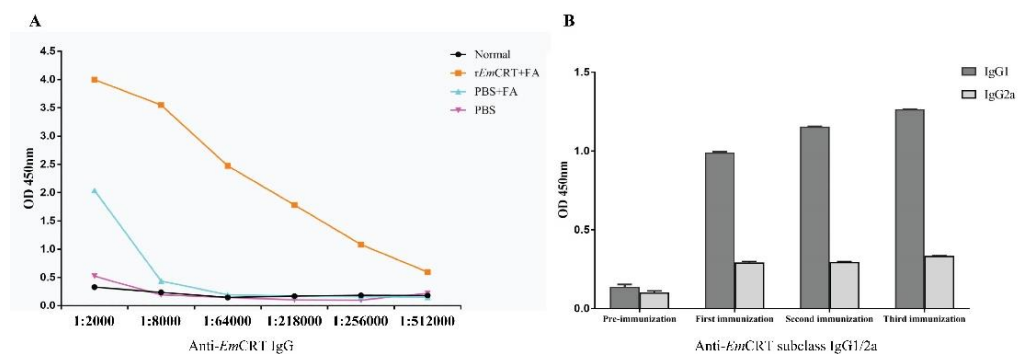 A
4.5
4.0
3.5
3.0
2.5
2.0
1.5
1.0
0.5
0.0
OD 450nm
1:2000 1:8000 1:64000 1:218000 1:256000 1:512000
Anti-EmCRT IgG
Normal
rEmCRT+FA
PBS+FA
PBS
B
1.5
1.0
0.5
0.0
OD 450nm
Pre-immunization First immunization Second immunization Third immunization
Anti-EmCRT subclass IgG1/2a
IgG1
IgG2a